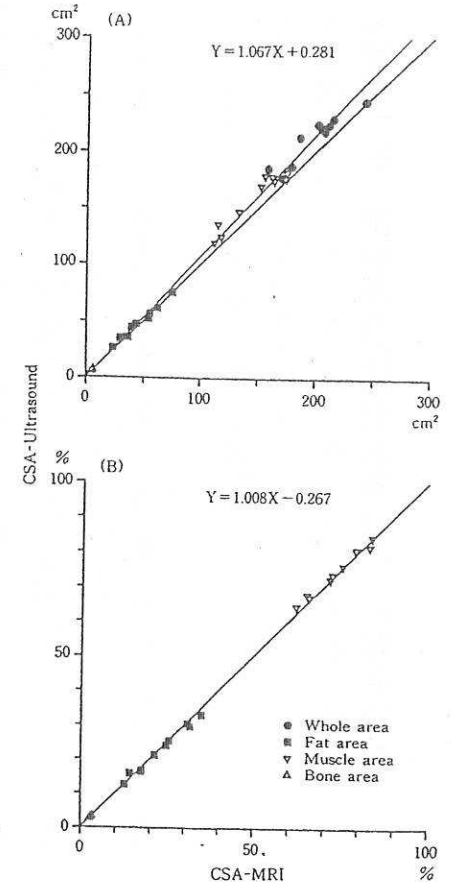 cm²
300
(A)
Y=1.067X+0.281
200
100
0
0
100
200
300
cm²
CSA-Ultrasound
%
100
(B)
Y=1.008X−0.267
50
Whole area
Fat area
Muscle area
Bone area
0
0
50
100
CSA-MRI
%